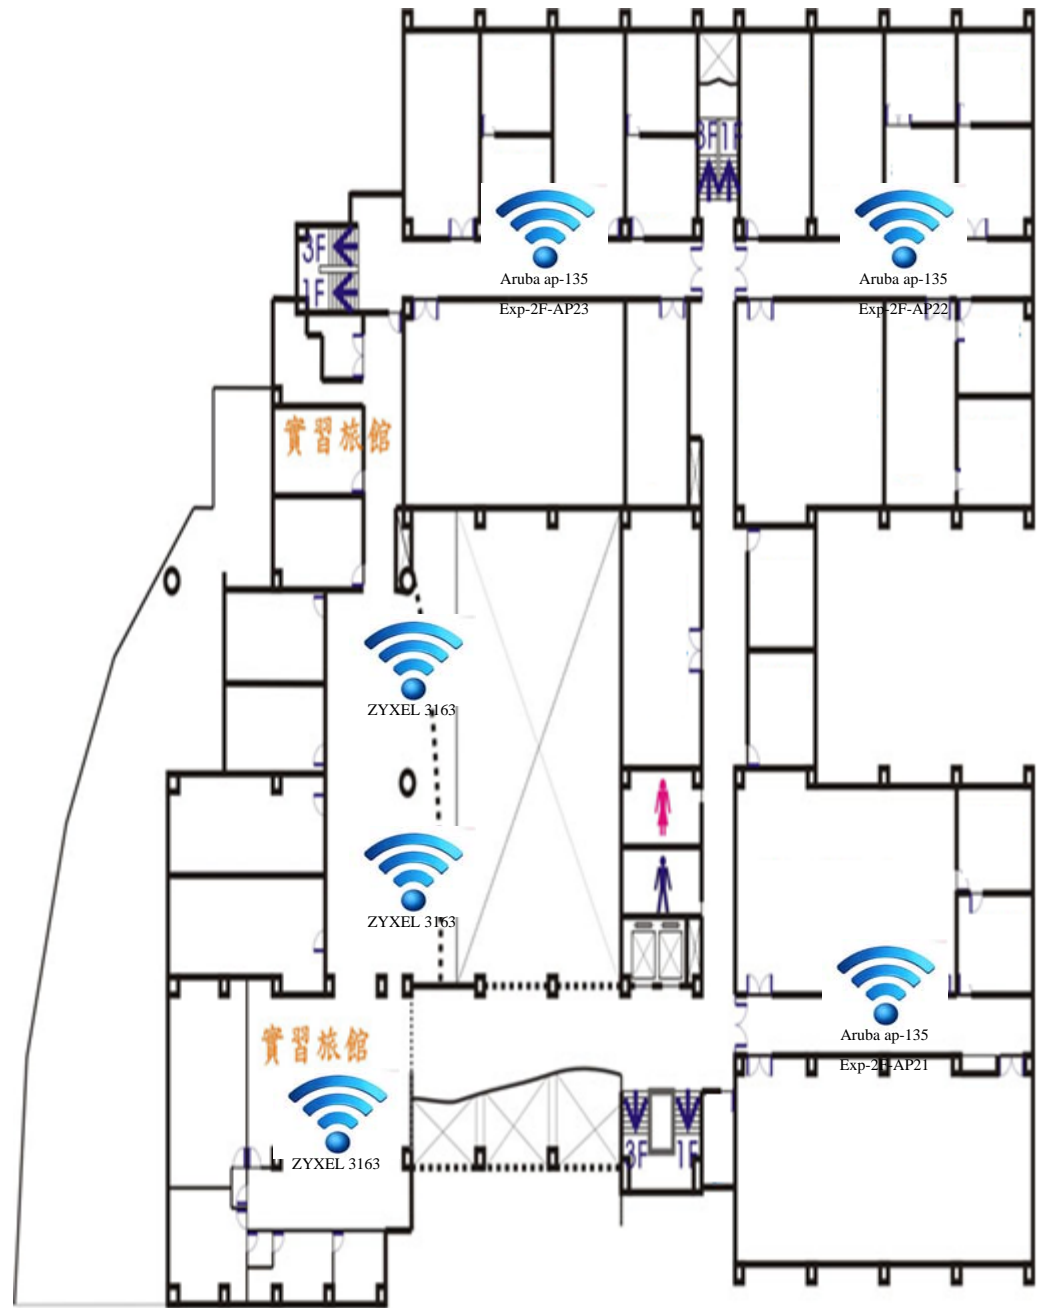 3F 1F
3F
1F
Aruba ap-135
Exp-2F-AP23
Aruba ap-135
Exp-2F-AP22
實習旅館
ZYXEL 3163
ZYXEL 3163
Aruba ap-135
Exp-2F-AP21
實習旅館
ZYXEL 3163
3F 1F